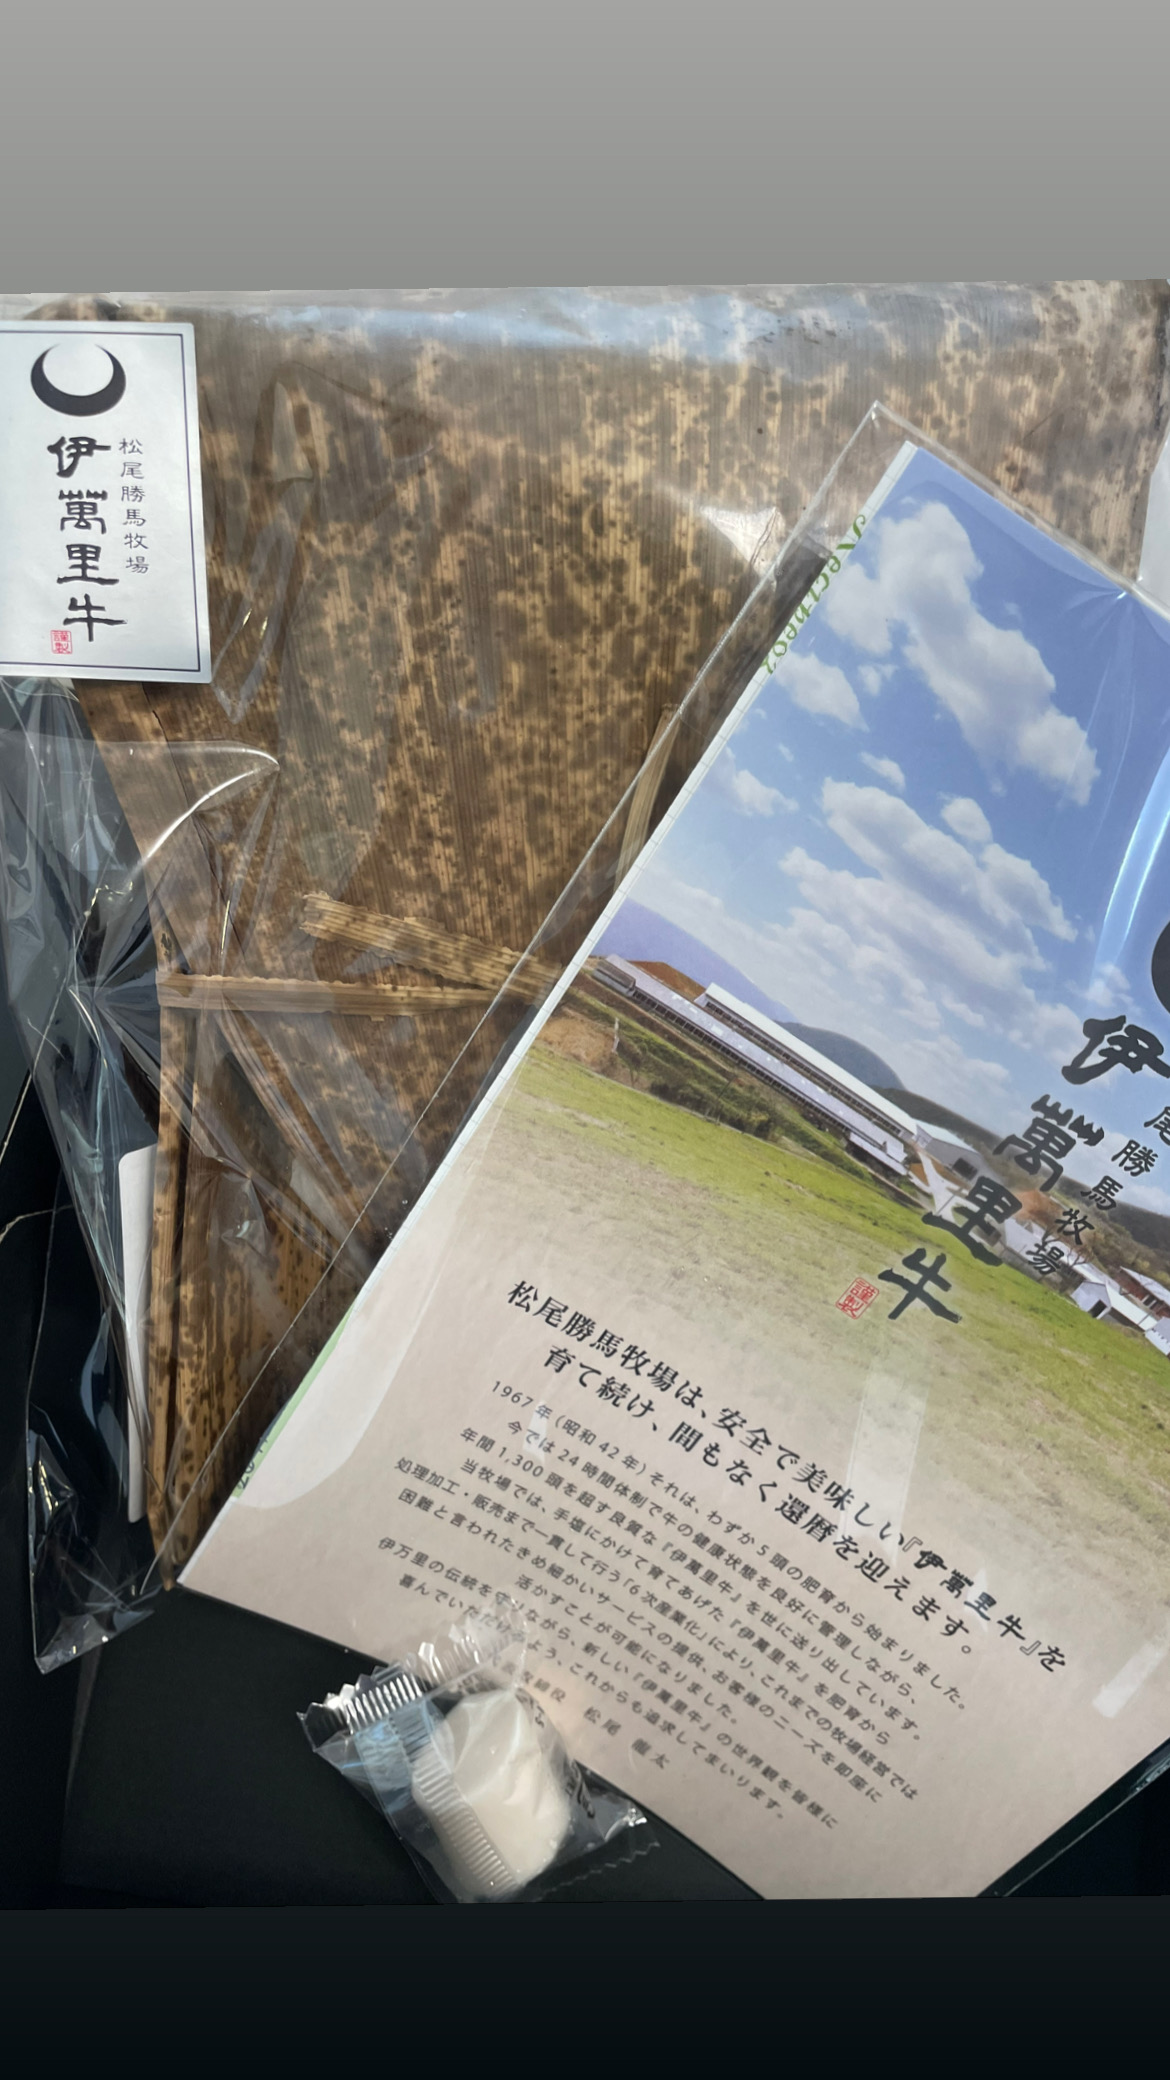 松尾勝馬牧場
伊萬里牛
謹製
Recipe02
伊萬里牛
尾勝馬牧場
謹製
松尾勝馬牧場は、安全で美味しい『伊萬里牛』を
育て続け、間もなく還暦を迎えます。
1967年（昭和42年）それは、わずか5頭の肥育から始まりました。
今では24時間体制で牛の健康状態を良好に管理しながら、
年間1,300頭を超す良質な『伊萬里牛』を世に送り出しています。
当牧場では、手塩にかけて育てあげた『伊萬里牛』を肥育から
処理加工・販売まで一貫して行う「6次産業化」により、これまでの牧場経営では
困難と言われたきめ細かいサービスの提供、お客様のニーズを即座に
活かすことが可能になりました。
伊万里の伝統を守りながら、新しい『伊萬里牛』の世界観を皆様に
喜んでいただけるよう、これからも追求してまいります。
取締役 松尾 龍太